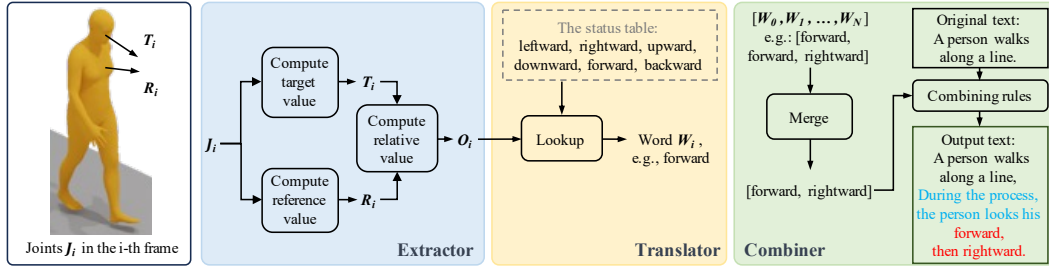 T_i
R_i
Joints J_i in the i-th frame
Compute
target
value
T_i
J_i
Compute
relative
value
O_i
Compute
reference
value
R_i
Extractor
The status table:
leftward, rightward, upward,
downward, forward, backward
Lookup
Word W_i ,
e.g., forward
Translator
[W_0, W_1, ..., W_N]
e.g.: [forward,
forward, rightward]
Merge
[forward, rightward]
Combiner
Original text:
A person walks
along a line.
Combining rules
Output text:
A person walks
along a line,
During the process,
the person looks his
forward,
then rightward.